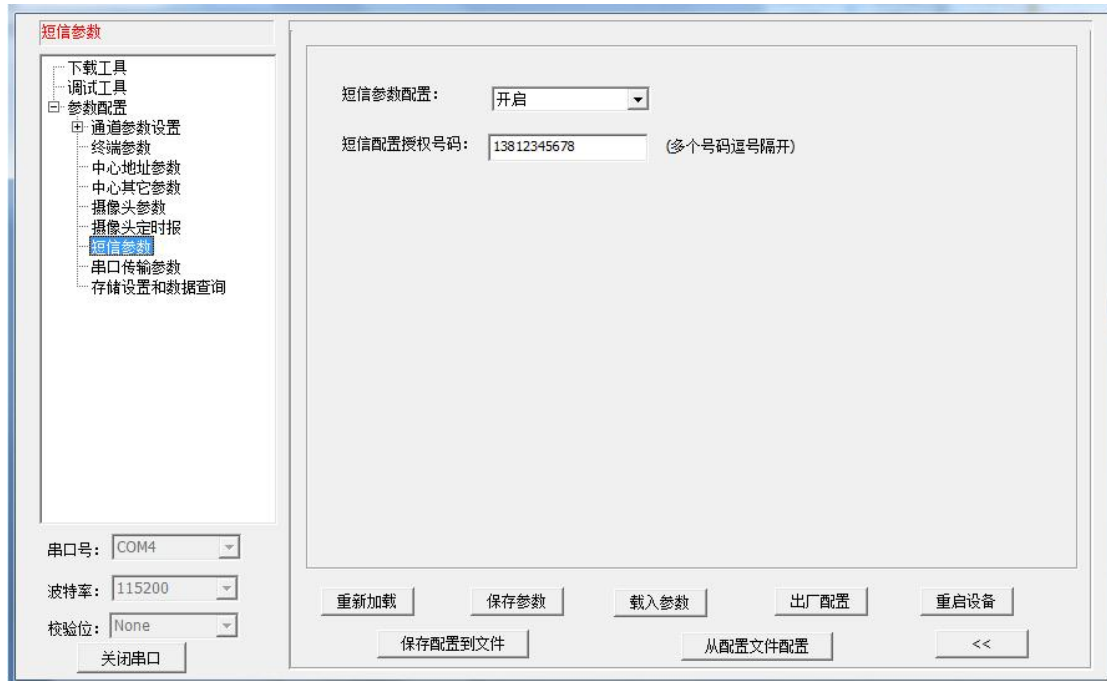 短信参数
下载工具
调试工具
参数配置
通道参数设置
终端参数
中心地址参数
中心其它参数
摄像头参数
摄像头定时报
短信参数
串口传输参数
存储设置和数据查询
串口号: COM4
波特率: 115200
校验位: None
关闭串口
短信参数配置: 开启
短信配置授权号码: 13812345678 (多个号码逗号隔开)
重新加载 保存参数 载入参数 出厂配置 重启设备
保存配置到文件 从配置文件配置 <<